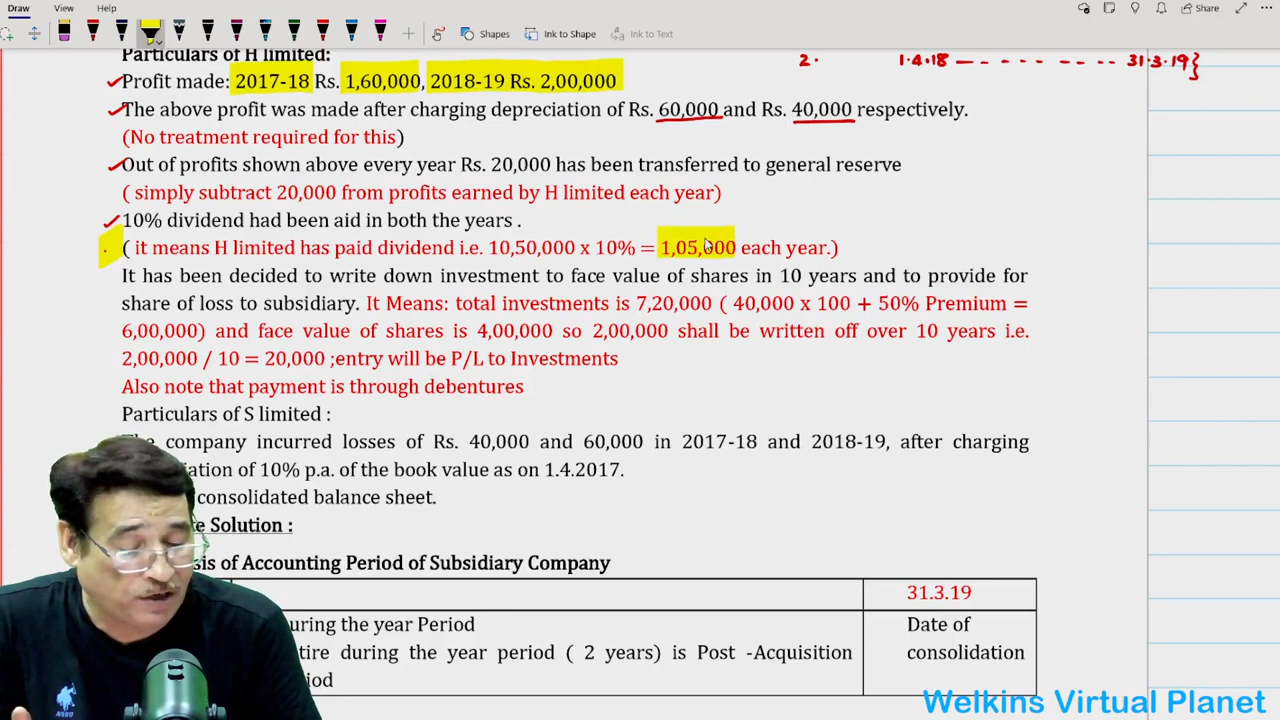 Draw View Help
Share
Shapes Ink to Shape Ink to Text
Particulars of H limited:
2. 1.4.18 — - - - - - - - - 31.3.19}
Profit made: 2017-18 Rs. 1,60,000, 2018-19 Rs. 2,00,000
The above profit was made after charging depreciation of Rs. 60,000 and Rs. 40,000 respectively.
(No treatment required for this)
Out of profits shown above every year Rs. 20,000 has been transferred to general reserve
( simply subtract 20,000 from profits earned by H limited each year)
10% dividend had been aid in both the years .
( it means H limited has paid dividend i.e. 10,50,000 x 10% = 1,05,000 each year.)
It has been decided to write down investment to face value of shares in 10 years and to provide for
share of loss to subsidiary. It Means: total investments is 7,20,000 ( 40,000 x 100 + 50% Premium =
6,00,000) and face value of shares is 4,00,000 so 2,00,000 shall be written off over 10 years i.e.
2,00,000 / 10 = 20,000 ;entry will be P/L to Investments
Also note that payment is through debentures
Particulars of S limited :
The company incurred losses of Rs. 40,000 and 60,000 in 2017-18 and 2018-19, after charging
iation of 10% p.a. of the book value as on 1.4.2017.
consolidated balance sheet.
e Solution :
sis of Accounting Period of Subsidiary Company
31.3.19
uring the year Period
Date of
tire during the year period ( 2 years) is Post -Acquisition
consolidation
iod
Welkins Virtual Planet